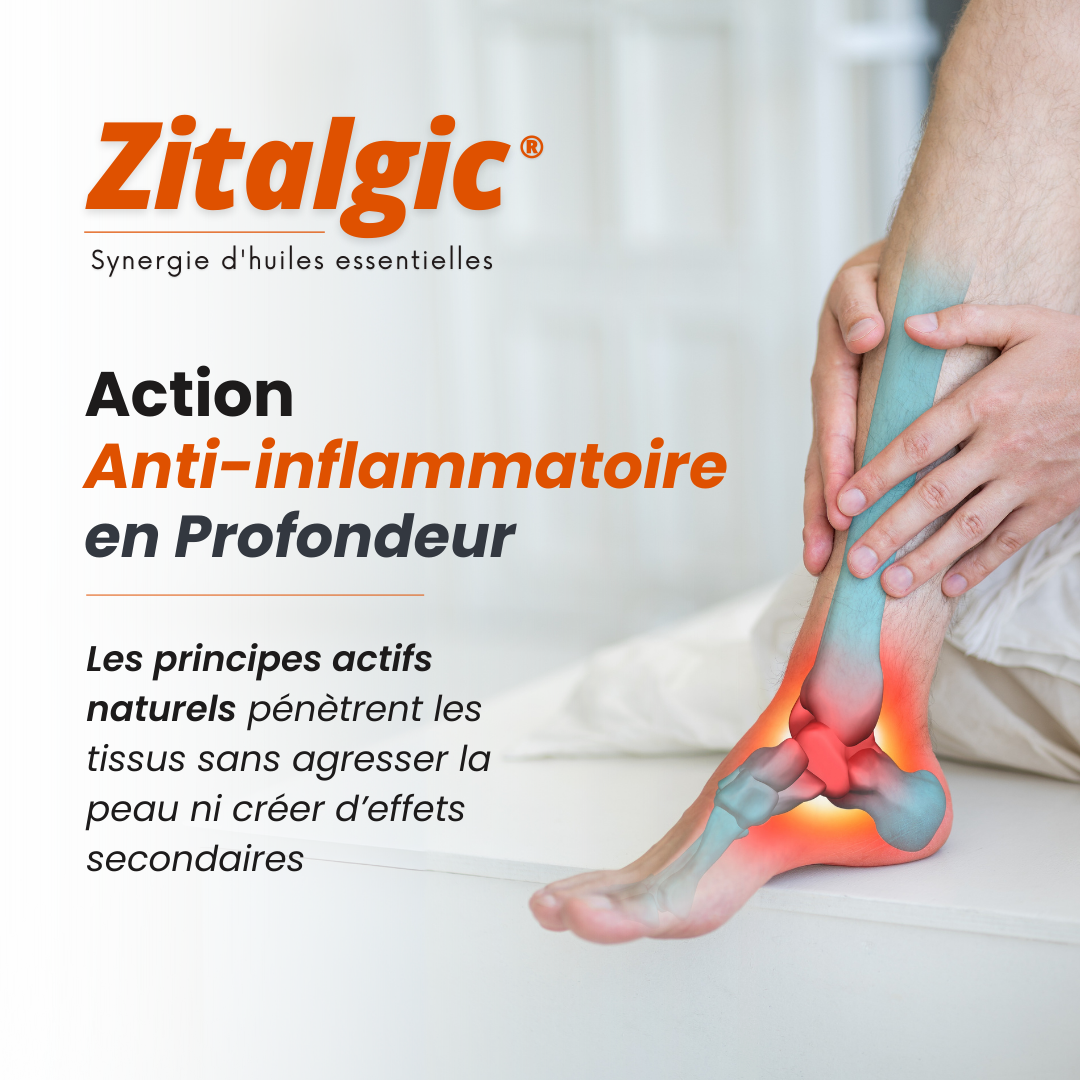 Zitalgic®
Synergie d'huiles essentielles
Action
Anti-inflammatoire
en Profondeur
Les principes actifs
naturels pénètrent les
tissus sans agresser la
peau ni créer d’effets
secondaires